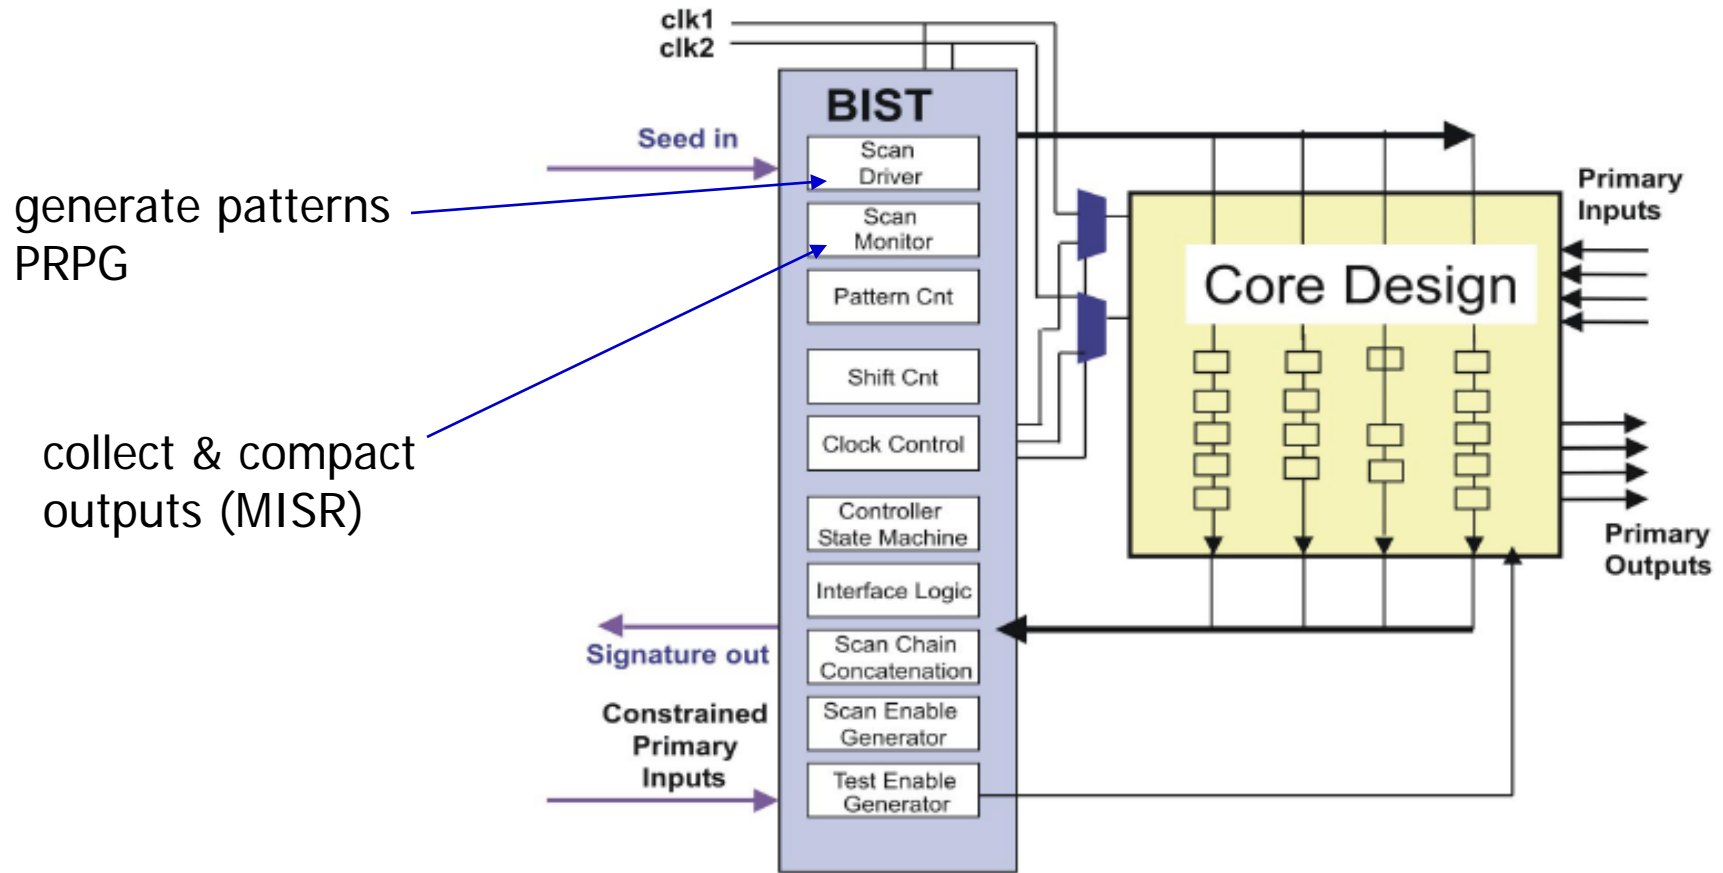 clk1
clk2
BIST
Seed in
Scan
Driver
generate patterns
PRPG
Scan
Monitor
Pattern Cnt
Shift Cnt
collect & compact
outputs (MISR)
Clock Control
Controller
State Machine
Interface Logic
Signature out
Scan Chain
Concatenation
Constrained
Primary
Inputs
Scan Enable
Generator
Test Enable
Generator
Core Design
Primary
Inputs
Primary
Outputs